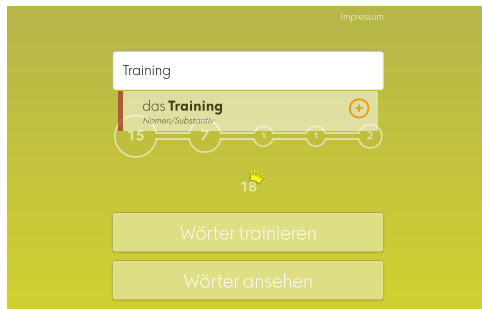 Impressum
Training
das Training
Nomen/Substantiv
15 7 1 1 2
18
Wörter trainieren
Wörter ansehen